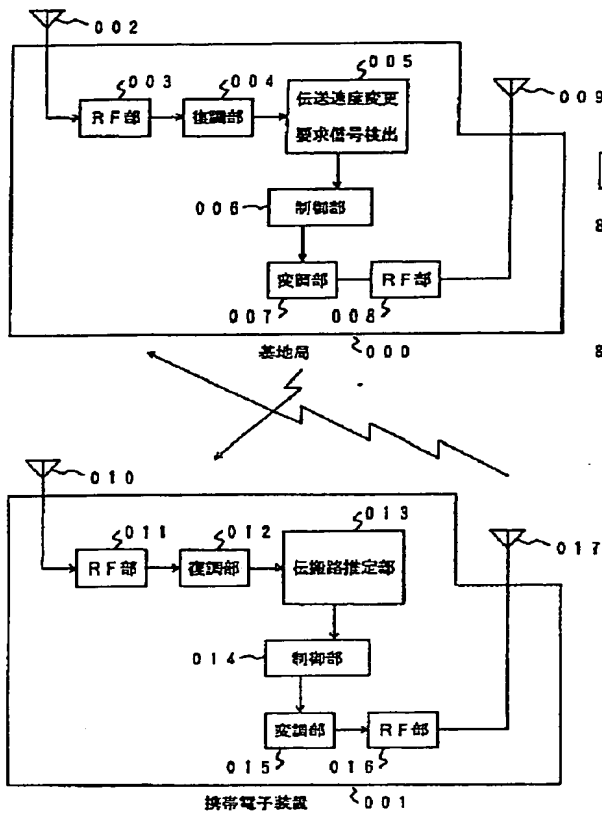 002
003
004
005
009
RF部
復調部
伝送速度変更
要求信号検出
006
制御部
変調部
RF部
007
008
基地局
000
8
8
010
011
012
013
017
RF部
復調部
伝搬路推定部
014
制御部
変調部
RF部
015
016
携帯電子装置
001